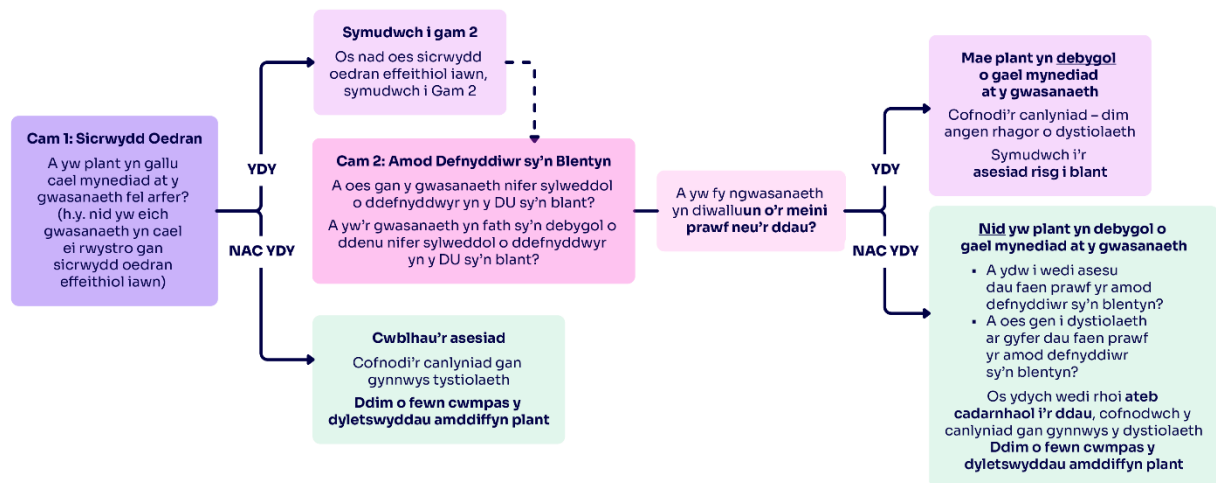 Cam 1: Sicrwydd Oedran
A yw plant yn gallu
cael mynediad at y
gwasanaeth fel arfer?
(h.y. nid yw eich
gwasanaeth yn cael
ei rwystro gan
sicrwydd oedran
effeithiol iawn)
YDY
NAC YDY
Symudwch i gam 2
Os nad oes sicrwydd
oedran effeithiol iawn,
symudwch i Gam 2
Cam 2: Amod Defnyddiwr sy'n Blentyn
A oes gan y gwasanaeth nifer sylweddol
o ddefnyddwyr yn y DU sy'n blant?
A yw'r gwasanaeth yn fath sy'n debygol o
ddenu nifer sylweddol o ddefnyddwyr
yn y DU sy'n blant?
Cwblhau'r asesiad
Cofnodi'r canlyniad gan
gynnwys tystiolaeth
Ddim o fewn cwmpas y
dyletswyddau amddiffyn plant
A yw fy ngwasanaeth
yn diwalluun o'r meini
prawf neu'r ddau?
YDY
NAC YDY
Mae plant yn debygol
o gael mynediad
at y gwasanaeth
Cofnodi'r canlyniad – dim
angen rhagor o dystiolaeth
Symudwch i'r
asesiad risg i blant
Nid yw plant yn debygol o
gael mynediad at y gwasanaeth
▪ A ydw i wedi asesu
dau faen prawf yr amod
defnyddiwr sy'n blentyn?
▪ A oes gen i dystiolaeth
ar gyfer dau faen prawf
yr amod defnyddiwr
sy'n blentyn?
Os ydych wedi rhoi ateb
cadarnhaol i'r ddau, cofnodwch y
canlyniad gan gynnwys y dystiolaeth
Ddim o fewn cwmpas y
dyletswyddau amddiffyn plant